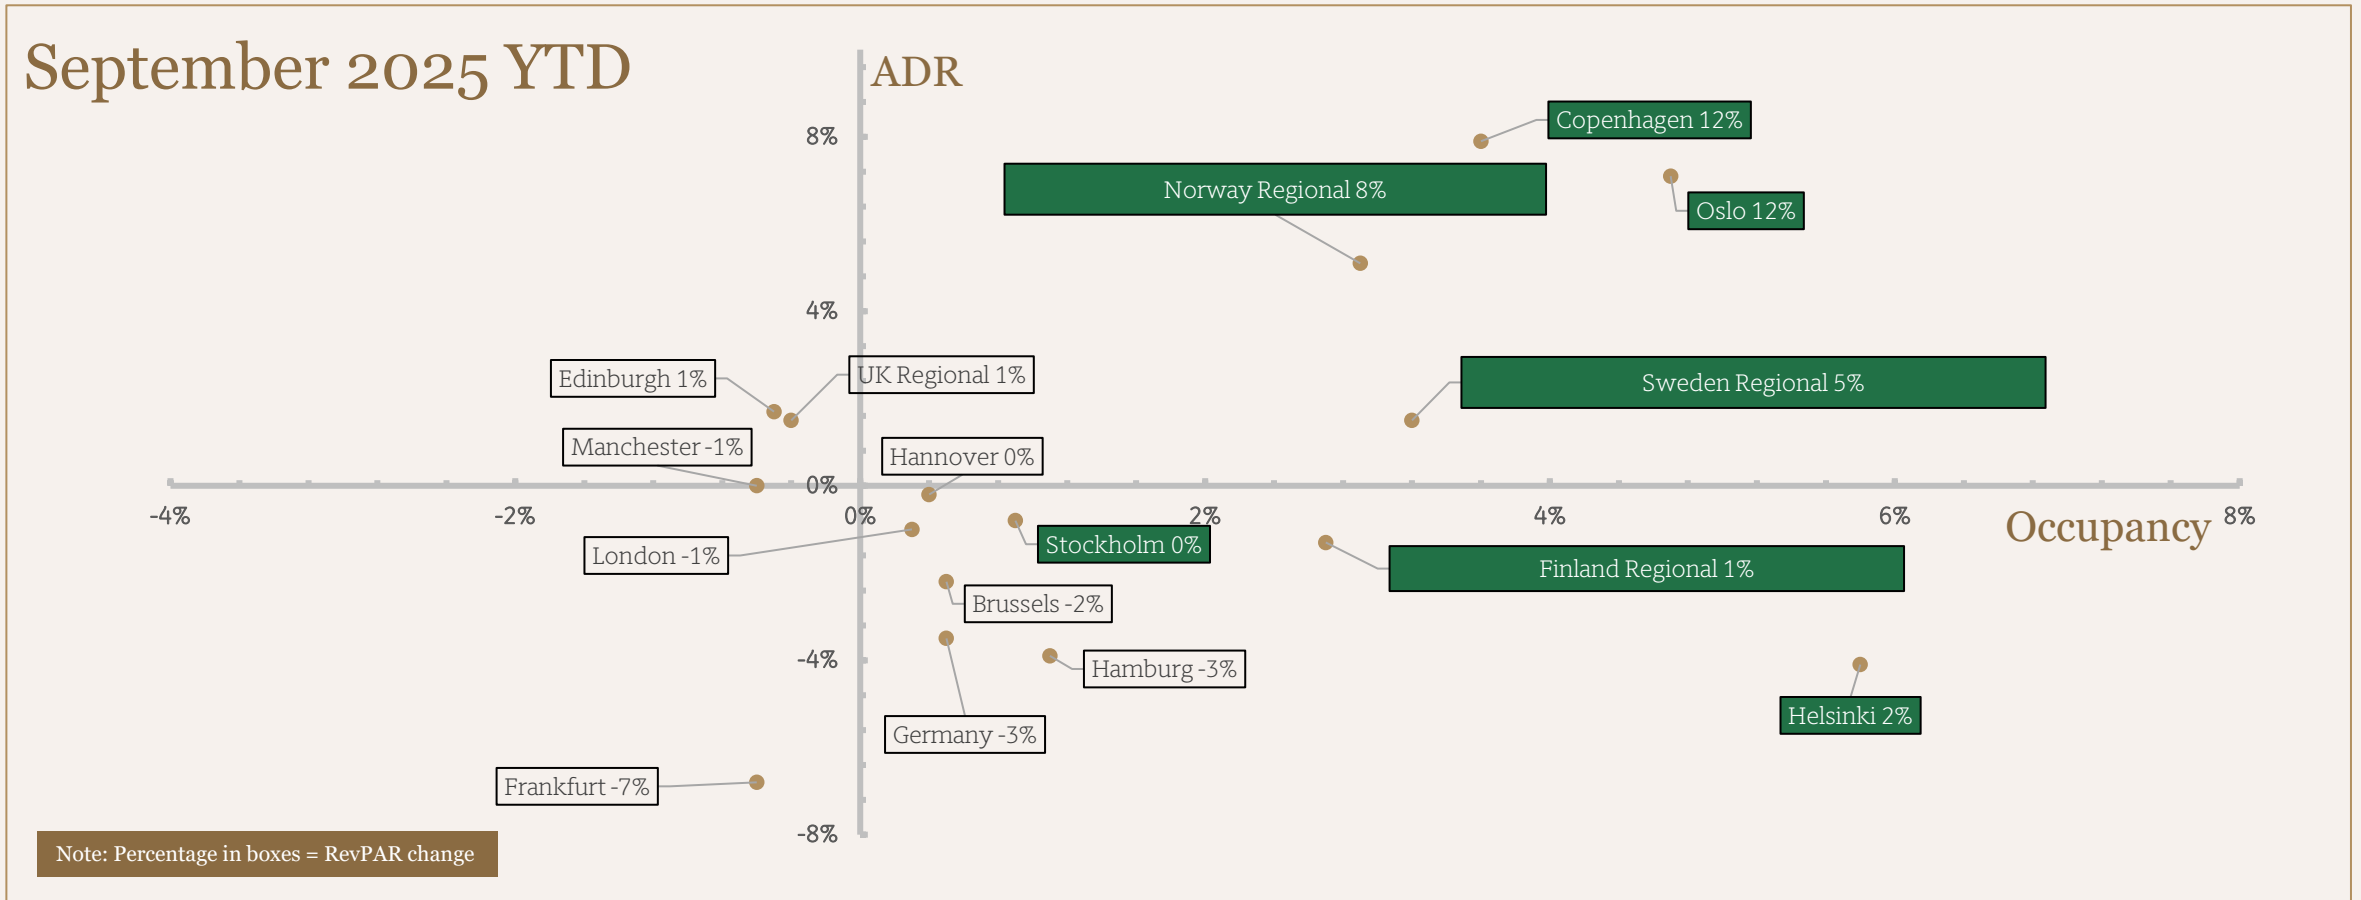 September 2025 YTD
ADR
Copenhagen 12%
8%
Norway Regional 8%
Oslo 12%
4%
Edinburgh 1%
UK Regional 1%
Sweden Regional 5%
Manchester -1%
Hannover 0%
0%
-4%
-2%
0%
2%
4%
6%
8%
Occupancy
London -1%
Stockholm 0%
Finland Regional 1%
Brussels -2%
-4%
Hamburg -3%
Helsinki 2%
Germany -3%
Frankfurt -7%
-8%
Note: Percentage in boxes = RevPAR change